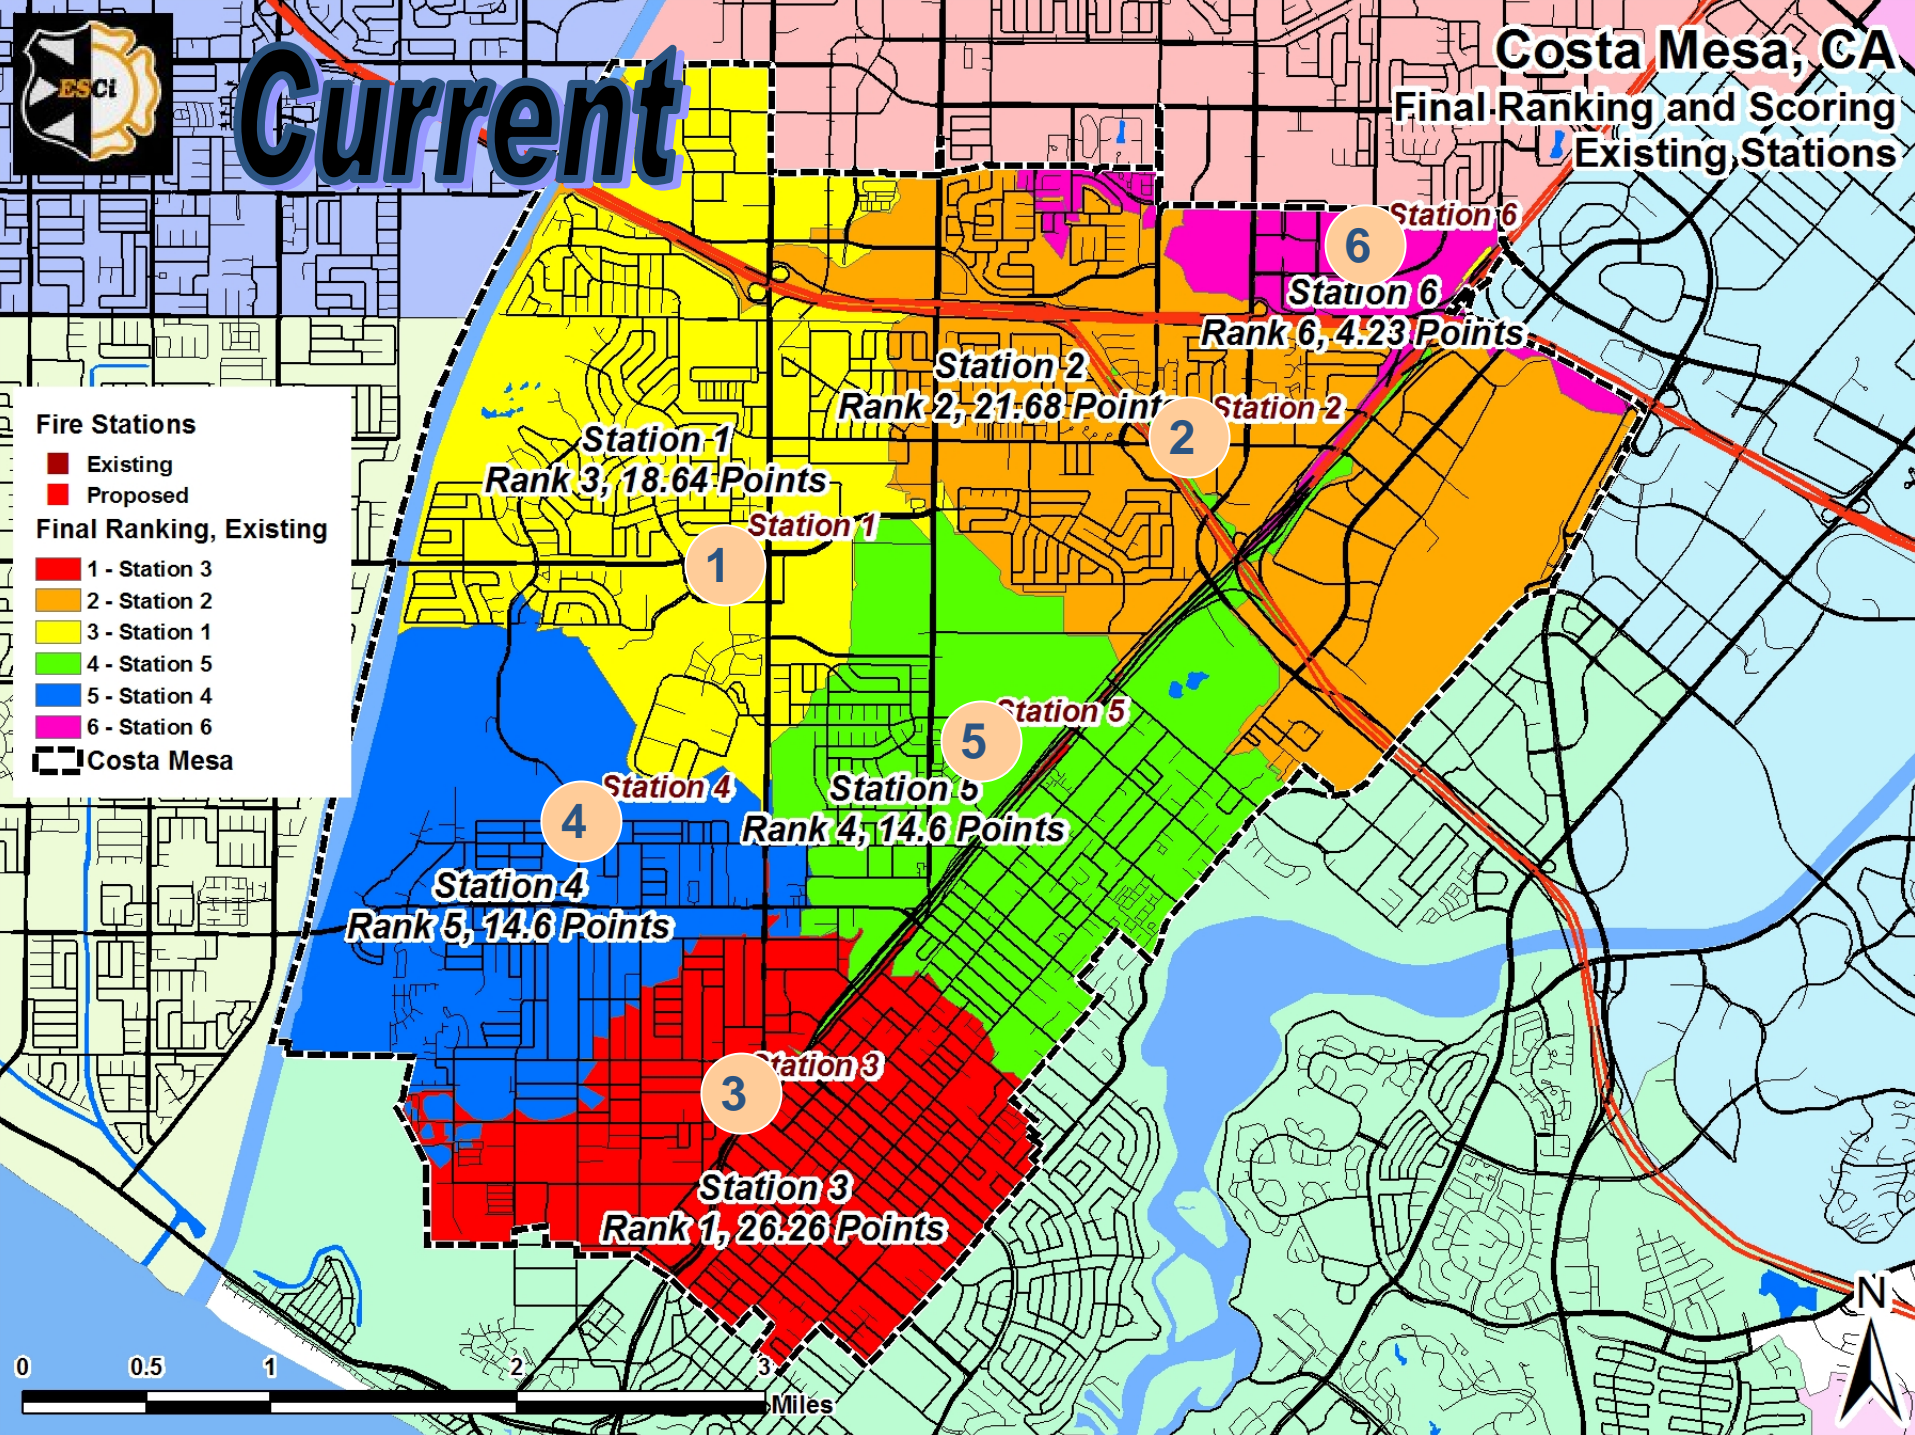 ESCi
Current
Costa Mesa, CA
Final Ranking and Scoring
Existing Stations
Station 6
6
Station 6
Rank 6, 4.23 Points
Station 2
Rank 2, 21.68 Points
Station 2
2
Station 1
Rank 3, 18.64 Points
Station 1
1
Fire Stations
Existing
Proposed
Final Ranking, Existing
1 - Station 3
2 - Station 2
3 - Station 1
4 - Station 5
5 - Station 4
6 - Station 6
Costa Mesa
Station 5
5
Station 5
Rank 4, 14.6 Points
Station 4
4
Station 4
Rank 5, 14.6 Points
Station 3
3
Station 3
Rank 1, 26.26 Points
N
0 0.5 1 2 3
Miles